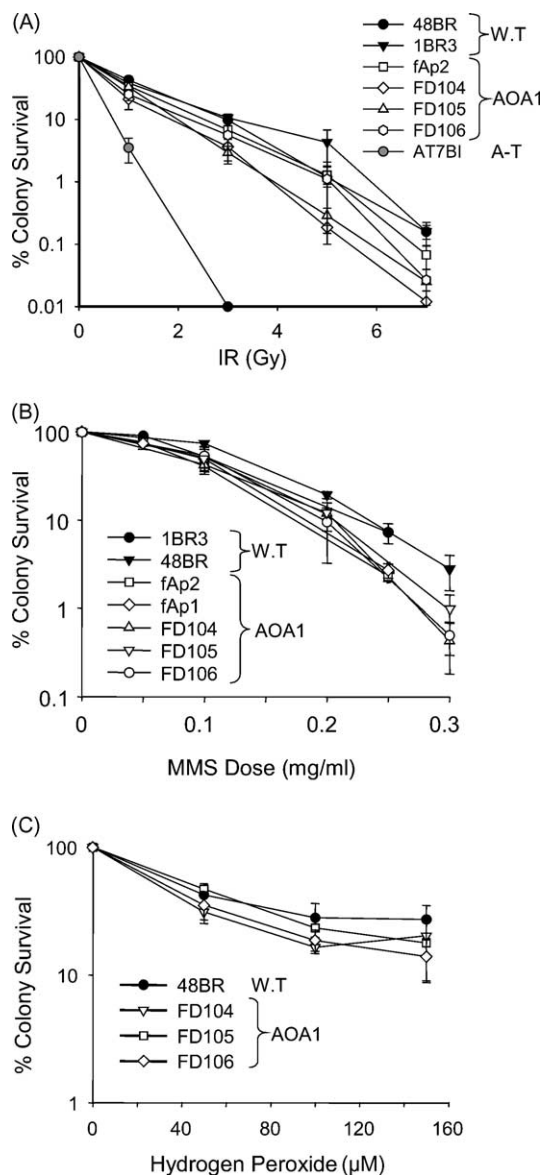 (A)
% Colony Survival
100
10
1
0.1
0.01
0
2
4
6
IR (Gy)
48BR
1BR3
W.T
fAp2
FD104
FD105
FD106
AOA1
AT7BI A-T
(B)
% Colony Survival
100
10
1
0.1
1BR3
48BR
W.T
fAp2
fAp1
FD104
FD105
FD106
AOA1
0
0.1
0.2
0.3
MMS Dose (mg/ml)
(C)
% Colony Survival
100
10
1
48BR W.T
FD104
FD105
FD106
AOA1
0
40
80
120
160
Hydrogen Peroxide (µM)